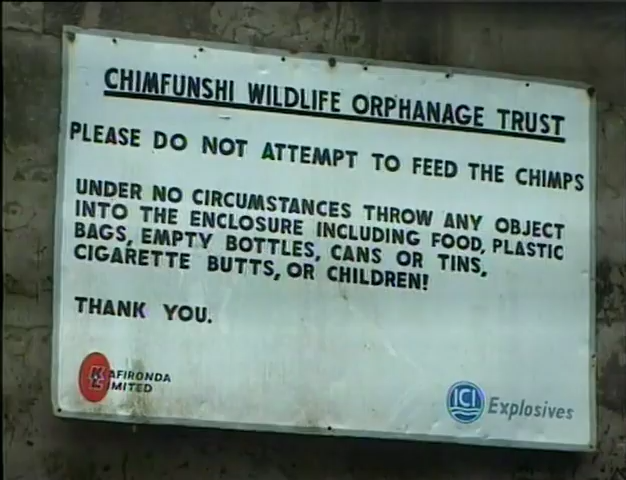 CHIMFUNSHI WILDLIFE ORPHANAGE TRUST
PLEASE DO NOT ATTEMPT TO FEED THE CHIMPS
UNDER NO CIRCUMSTANCES THROW ANY OBJECT
INTO THE ENCLOSURE INCLUDING FOOD, PLASTIC
BAGS, EMPTY BOTTLES, CANS OR TINS,
CIGARETTE BUTTS, OR CHILDREN!
THANK YOU.
KAFIRONDA
LIMITED
ICI Explosives